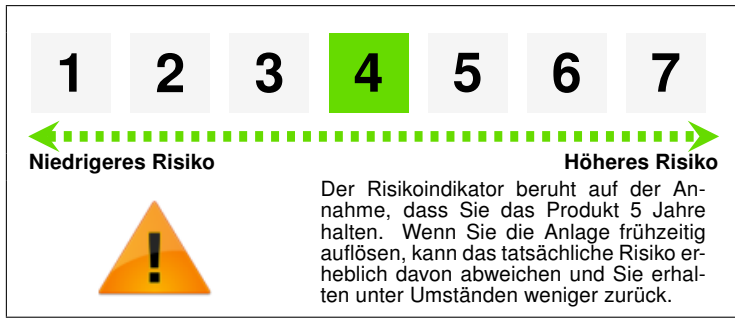 1 2 3 4 5 6 7
Niedrigeres Risiko Höheres Risiko
Der Risikoindikator beruht auf der An-
nahme, dass Sie das Produkt 5 Jahre
halten. Wenn Sie die Anlage frühzeitig
auflösen, kann das tatsächliche Risiko er-
heblich davon abweichen und Sie erhal-
ten unter Umständen weniger zurück.
!